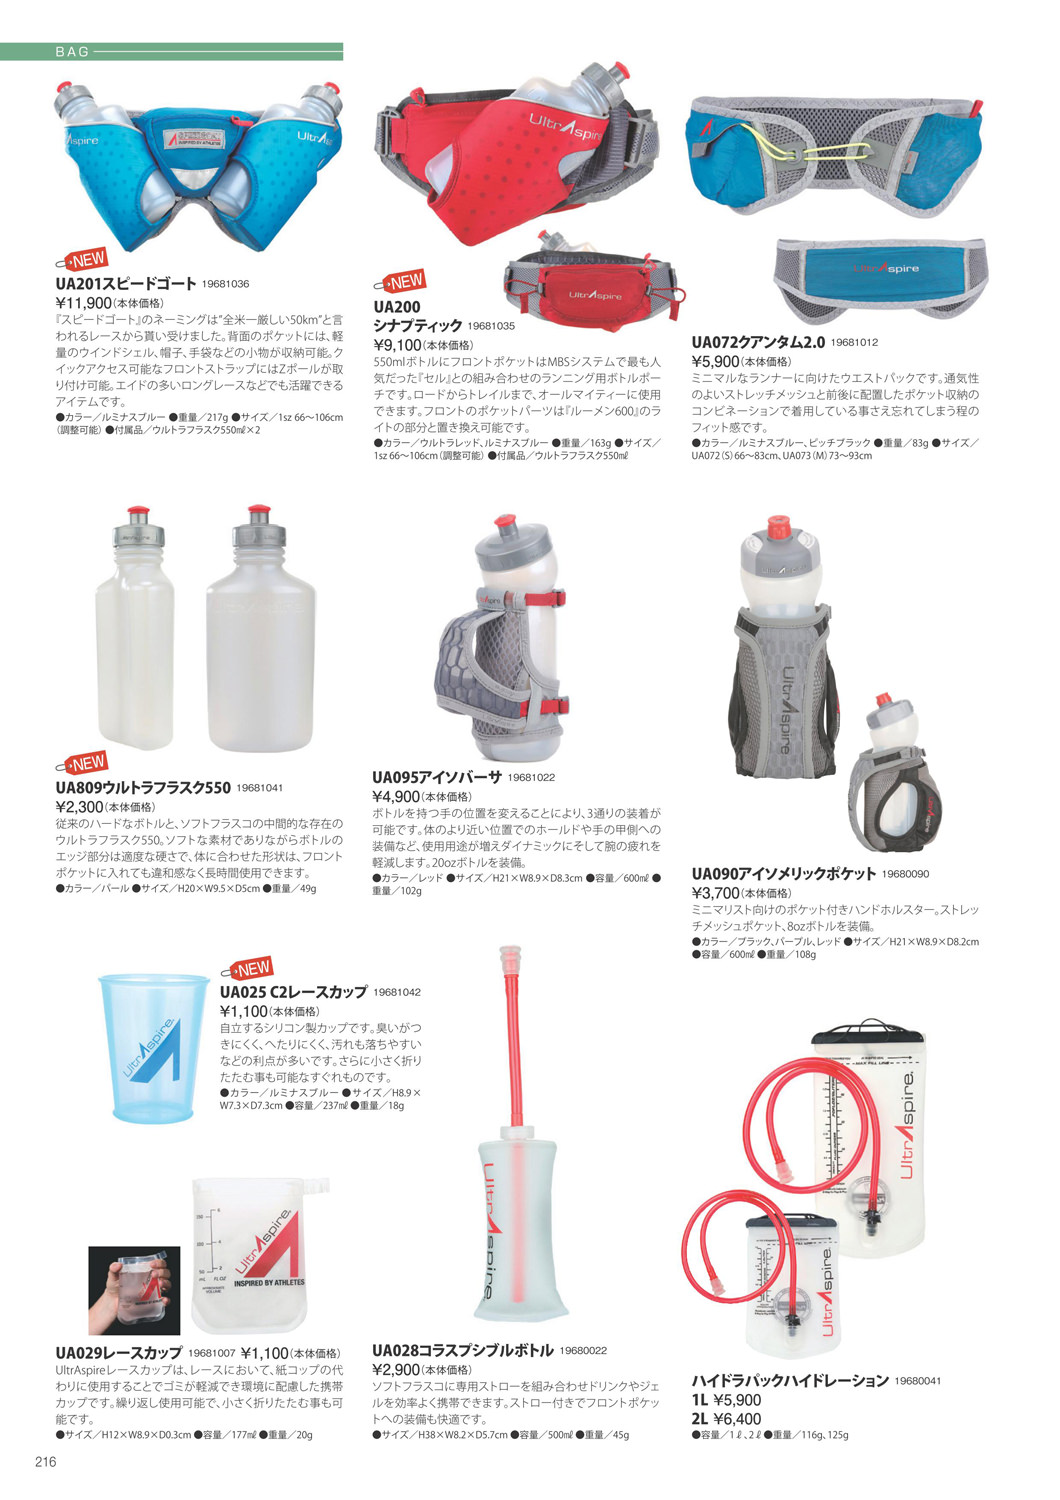 BAG
NEW
UA201スピードゴート 19681036
¥11,900(本体価格)
『スピードゴート』のネーミングは"全米一厳しい50km"と言
われるレースから貰い受けました。背面のポケットには、軽
量のウインドシェル、帽子、手袋などの小物が収納可能。ク
イックアクセス可能なフロントストラップにはZポールが取
り付け可能。エイドの多いロングレースなどでも活躍できる
アイテムです。
●カラー／ルミナスブルー ●重量／217g ●サイズ／1sz 66〜106cm
(調整可能) ●付属品／ウルトラフラスク550㎖×2
UltrAspire
NEW
UA200
シナプティック 19681035
¥9,100(本体価格)
550mlボトルにフロントポケットはMBSシステムで最も人
気だった『セル』との組み合わせのランニング用ボトルポー
チです。ロードからトレイルまで、オールマイティーに使用
できます。フロントのポケットパーツは『ルーメン600』のラ
イトの部分と置き換え可能です。
●カラー／ウルトラレッド、ルミナスブルー ●重量／163g ●サイズ／
1sz 66〜106cm(調整可能) ●付属品／ウルトラフラスク550㎖
UltrAspire
UltrAspire
UA072クアンタム2.0 19681012
¥5,900(本体価格)
ミニマルなランナーに向けたウエストパックです。通気性
のよいストレッチメッシュと前後に配置したポケット収納の
コンビネーションで着用している事さえ忘れてしまう程の
フィット感です。
●カラー／ルミナスブルー、ピッチブラック ●重量／83g ●サイズ／
UA072(S)66〜83cm、UA073(M)73〜93cm
NEW
UA809ウルトラフラスク550 19681041
¥2,300(本体価格)
従来のハードなボトルと、ソフトフラスコの中間的な存在の
ウルトラフラスク550。ソフトな素材でありながらボトルの
エッジ部分は適度な硬さで、体に合わせた形状は、フロント
ポケットに入れても違和感なく長時間使用できます。
●カラー／パール ●サイズ／H20×W9.5×D5cm ●重量／49g
UA095アイソバーサ 19681022
¥4,900(本体価格)
ボトルを持つ手の位置を変えることにより、3通りの装着が
可能です。体のより近い位置でのホールドや手の甲側への
装備など、使用用途が増えダイナミックにそして腕の疲れを
軽減します。20ozボトルを装備。
●カラー／レッド ●サイズ／H21×W8.9×D8.3cm ●容量／600㎖ ●
重量／102g
UltrAspire
UA090アイソメリックポケット 19680090
¥3,700(本体価格)
ミニマリスト向けのポケット付きハンドホルスター。ストレッ
チメッシュポケット、8ozボトルを装備。
●カラー／ブラック、パープル、レッド ●サイズ／H21×W8.9×D8.2cm
●容量／600㎖ ●重量／108g
UltrAspire
NEW
UA025 C2レースカップ 19681042
¥1,100(本体価格)
自立するシリコン製カップです。臭いがつ
きにくく、へたりにくく、汚れも落ちやすい
などの利点が多いです。さらに小さく折り
たたむ事も可能なすぐれものです。
●カラー／ルミナスブルー ●サイズ／H8.9×
W7.3×D7.3cm ●容量／237㎖ ●重量／18g
UltrAspire.
INSPIRED BY ATHLETES
UA029レースカップ 19681007 ¥1,100(本体価格)
UltrAspireレースカップは、レースにおいて、紙コップの代
わりに使用することでゴミが軽減でき環境に配慮した携帯
カップです。繰り返し使用可能で、小さく折りたたむ事も可
能です。
●サイズ／H12×W8.9×D0.3cm ●容量／177㎖ ●重量／20g
UltrAspire
UA028コラスプシブルボトル 19680022
¥2,900(本体価格)
ソフトフラスコに専用ストローを組み合わせドリンクやジェ
ルを効率よく携帯できます。ストロー付きでフロントポケッ
トへの装備も快適です。
●サイズ／H38×W8.2×D5.7cm ●容量／500㎖ ●重量／45g
MAX FILL LINE
UltrAspire.
UltrAspire
ハイドラパックハイドレーション 19680041
1L ¥5,900
2L ¥6,400
●容量／1ℓ、2ℓ ●重量／116g、125g
216